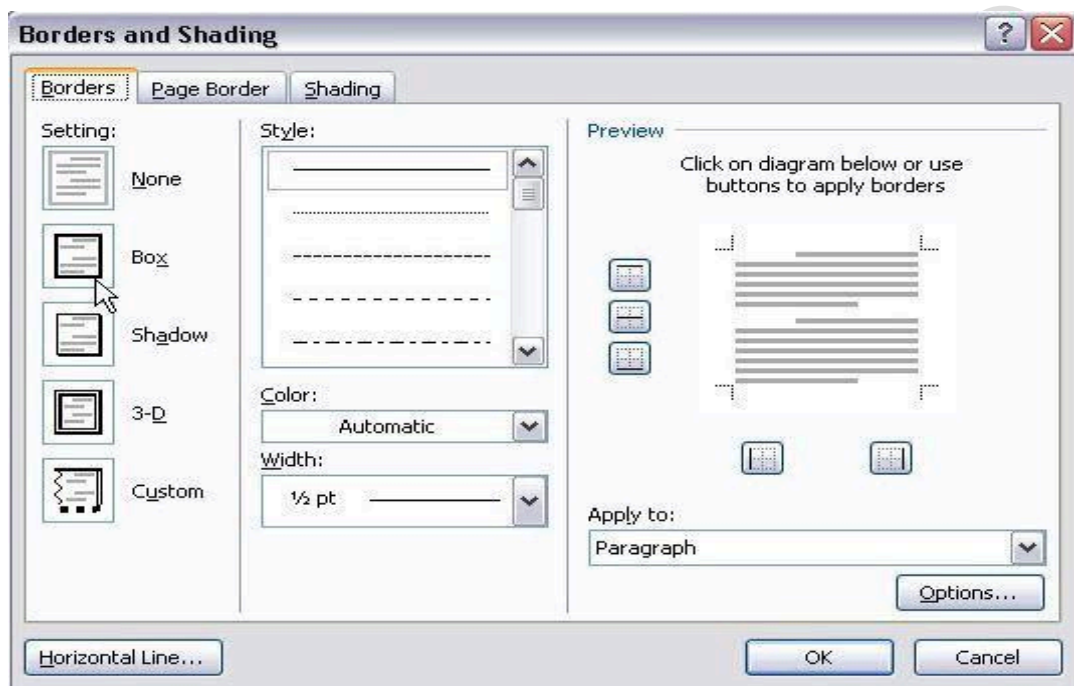 Borders and Shading
Borders
Page Border
Shading
Setting:
None
Box
Shadow
3-D
Custom
Style:
Color:
Automatic
Width:
½ pt
Preview
Click on diagram below or use
buttons to apply borders
Apply to:
Paragraph
Options...
Horizontal Line...
OK
Cancel